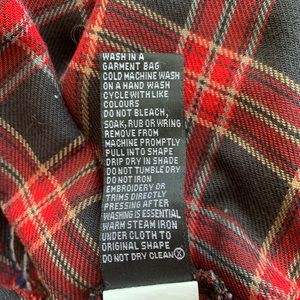 WASH IN A
GARMENT BAG
COLD MACHINE WASH
ON A HAND WASH
CYCLE WITH LIKE
COLOURS
DO NOT BLEACH,
SOAK, RUB OR WRING
REMOVE FROM
MACHINE PROMPTLY
PULL INTO SHAPE
DRIP DRY IN SHADE
DO NOT TUMBLE DRY
DO NOT IRON
EMBROIDERY OR
TRIMS DIRECTLY
PRESSING AFTER
WASHING IS ESSENTIAL
WARM STEAM IRON
UNDER CLOTH TO
ORIGINAL SHAPE
DO NOT DRY CLEAN